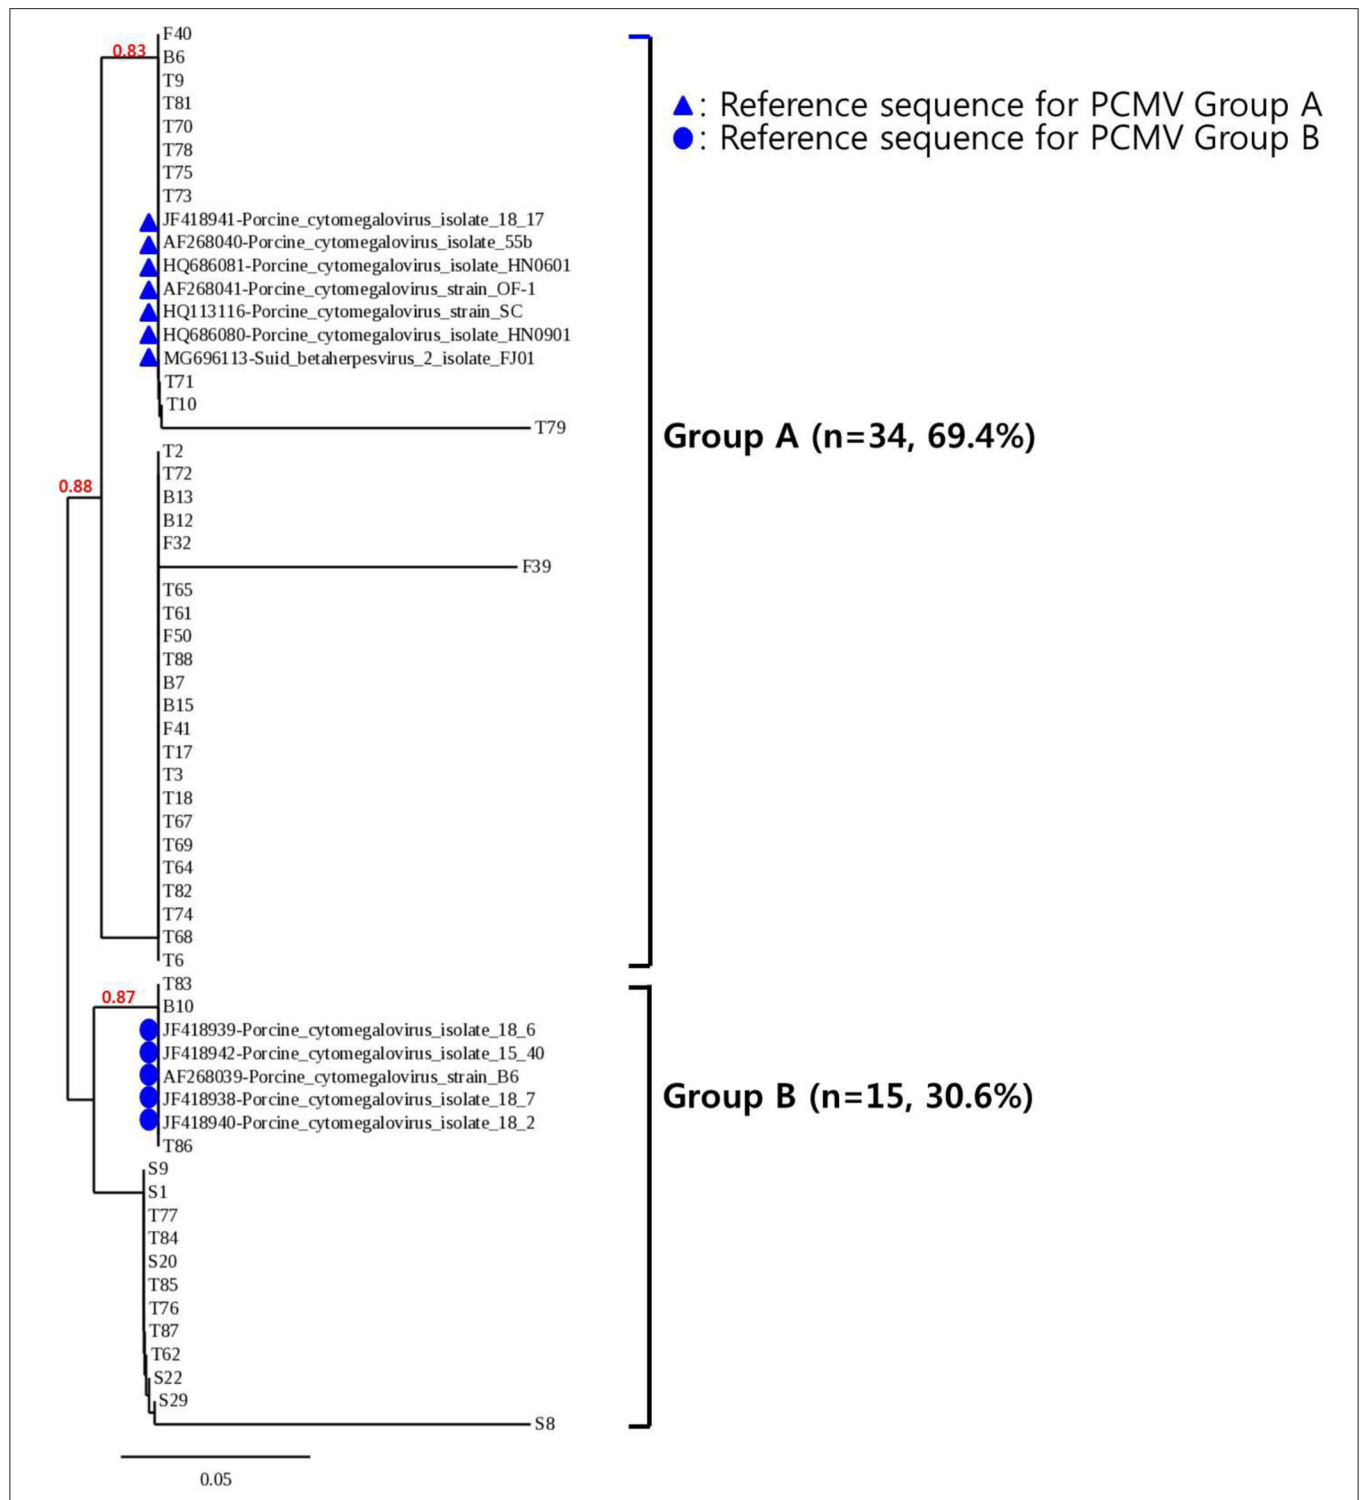 F40
0.83
B6
T9
T81
▲: Reference sequence for PCMV Group A
T70
●: Reference sequence for PCMV Group B
T78
T75
T73
JF418941-Porcine_cytomegalovirus_isolate_18_17
AF268040-Porcine_cytomegalovirus_isolate_55b
HQ686081-Porcine_cytomegalovirus_isolate_HN0601
AF268041-Porcine_cytomegalovirus_strain_OF-1
HQ113116-Porcine_cytomegalovirus_strain_SC
HQ686080-Porcine_cytomegalovirus_isolate_HN0901
MG696113-Suid_betaherpesvirus_2_isolate_FJ01
T71
T10
T79
Group A (n=34, 69.4%)
T2
T72
0.88
B13
B12
F32
F39
T65
T61
F50
T88
B7
B15
F41
T17
T3
T18
T67
T69
T64
T82
T74
T68
T6
T83
0.87
B10
JF418939-Porcine_cytomegalovirus_isolate_18_6
JF418942-Porcine_cytomegalovirus_isolate_15_40
AF268039-Porcine_cytomegalovirus_strain_B6
JF418938-Porcine_cytomegalovirus_isolate_18_7
Group B (n=15, 30.6%)
JF418940-Porcine_cytomegalovirus_isolate_18_2
T86
S9
S1
T77
T84
S20
T85
T76
T87
T62
S22
S29
S8
0.05